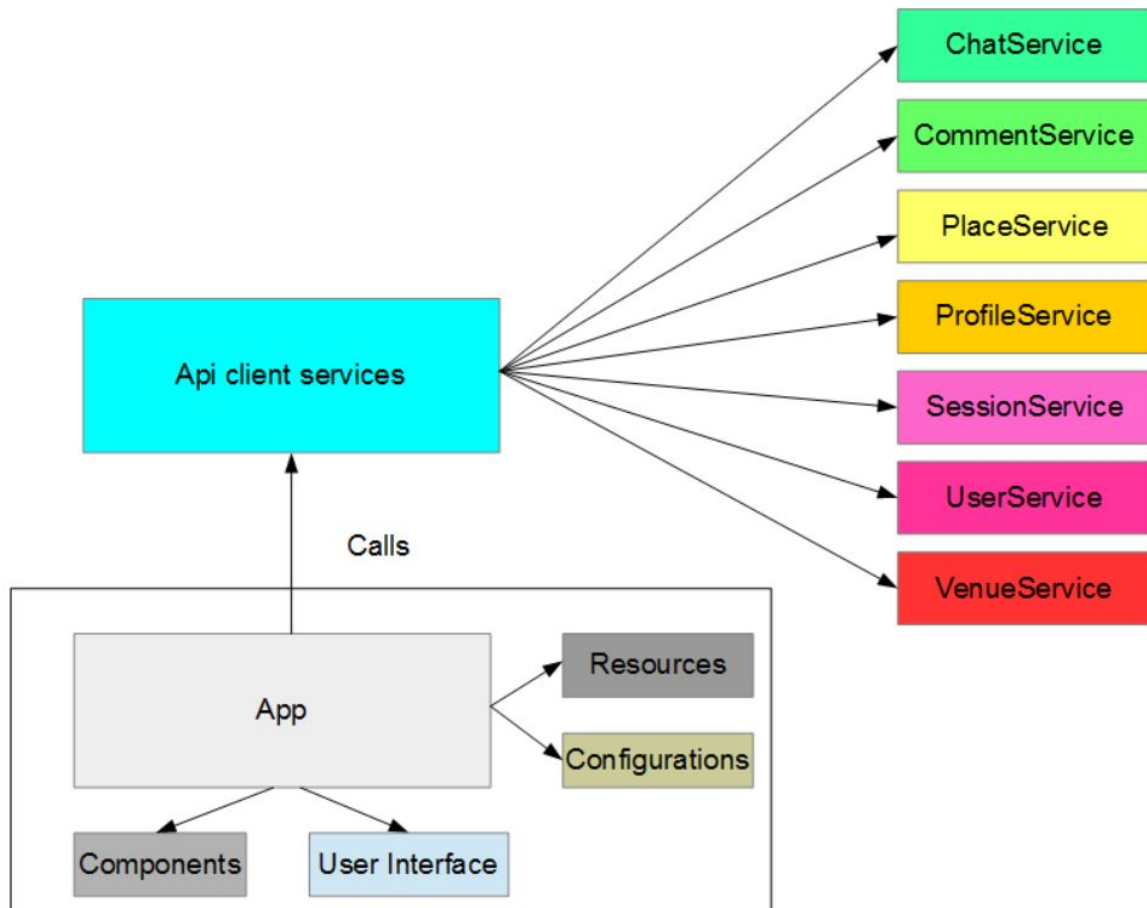 ChatService
CommentService
PlaceService
ProfileService
SessionService
UserService
VenueService
Api client services
Calls
App
Resources
Configurations
Components
User Interface